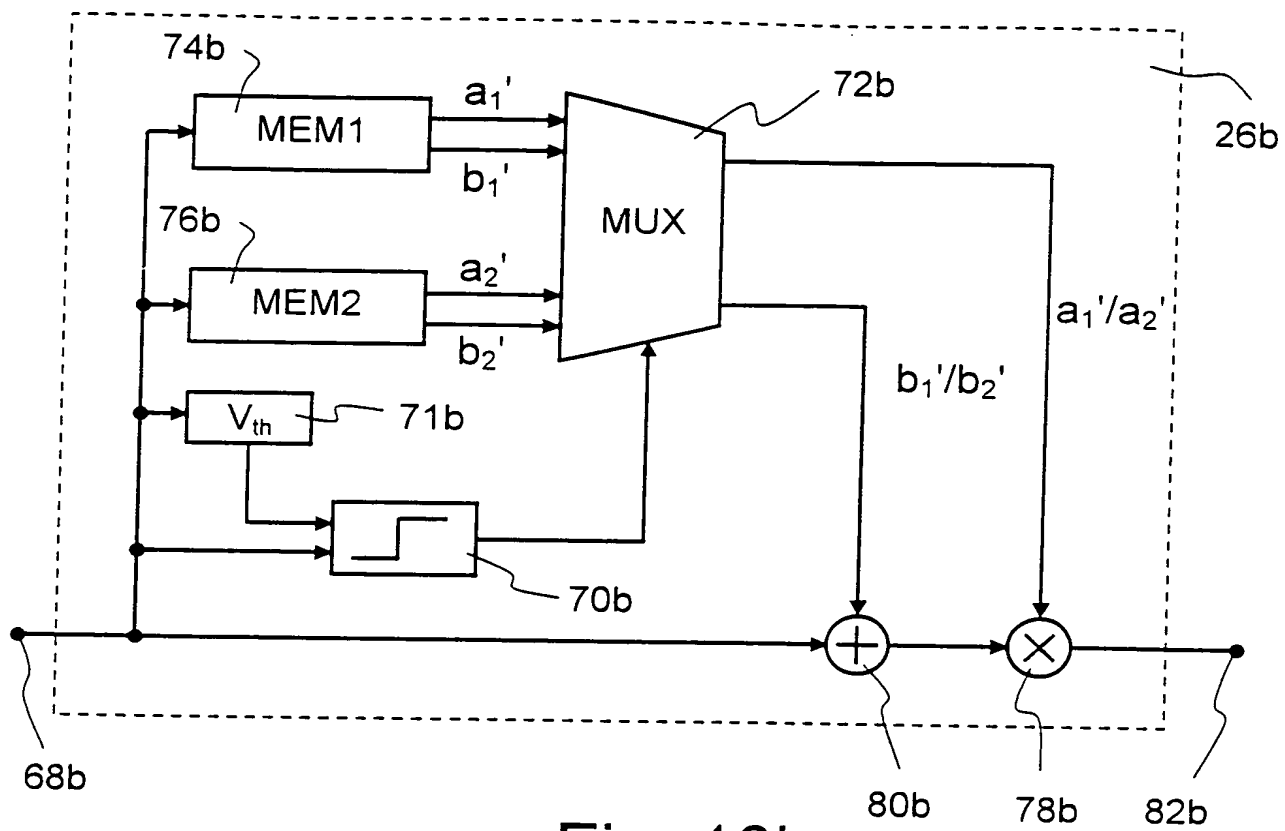 74b
a₁'
72b
MEM1
26b
b₁'
76b
MUX
a₂'
MEM2
a₁'/a₂'
b₂'
b₁'/b₂'
V_th
71b
70b
68b
80b
78b
82b